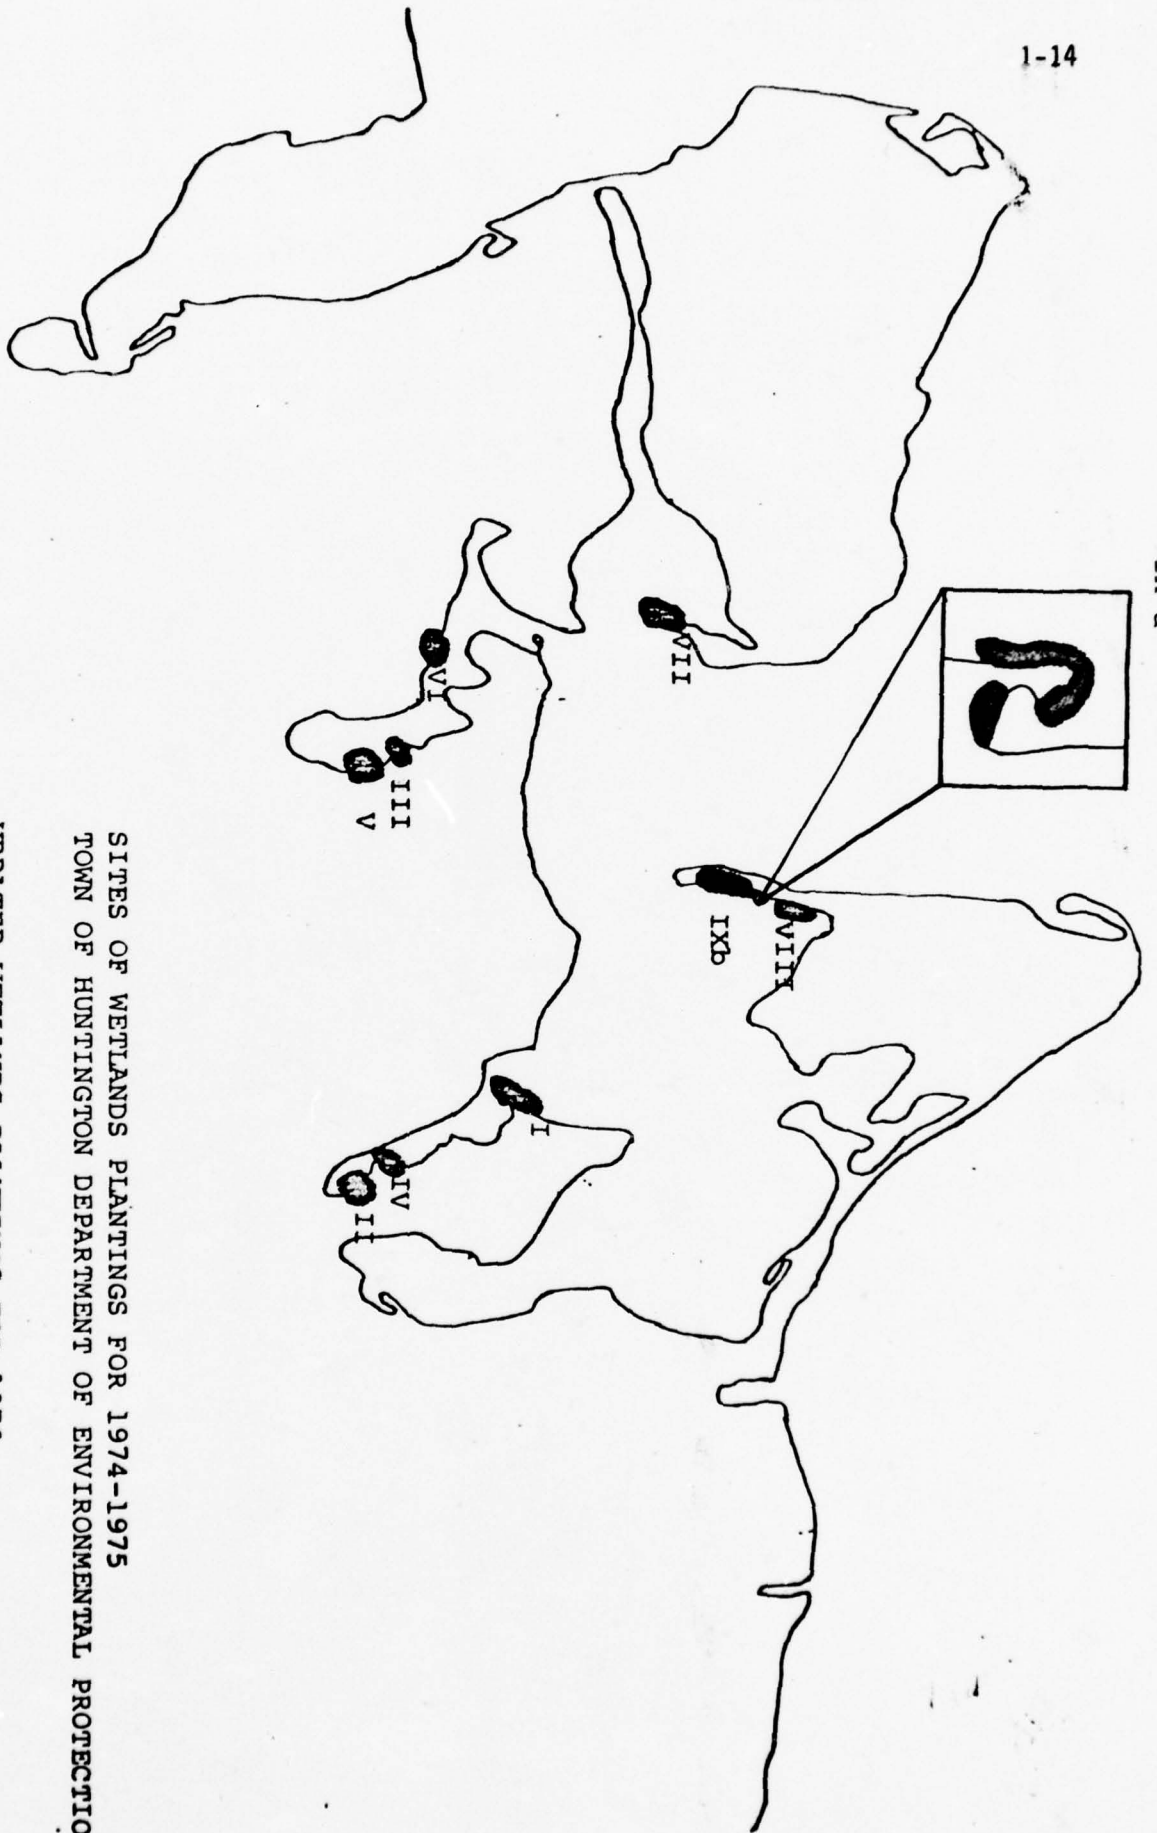 1-14
VII
VI
III
V
VIII
IXb
I
IV
II
SITES OF WETLANDS PLANTINGS FOR 1974-1975
TOWN OF HUNTINGTON DEPARTMENT OF ENVIRONMENTAL PROTECTIO